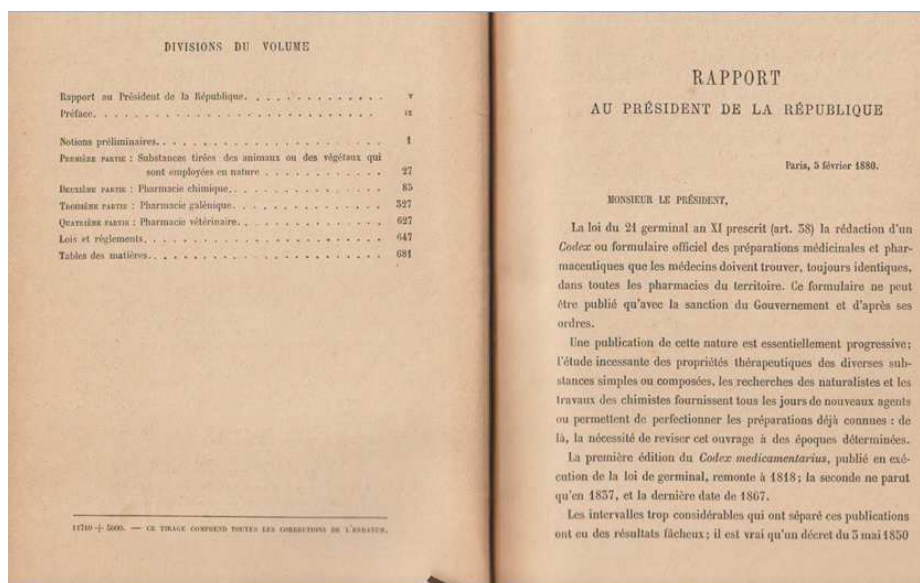 DIVISIONS DU VOLUME
Rapport au Président de la République. . . . . . . . . . . . . . v
Préface. . . . . . . . . . . . . . . . . . . . . . . . . . . . ix
Notions préliminaires. . . . . . . . . . . . . . . . . . . . . . 1
PREMIÈRE PARTIE : Substances tirées des animaux ou des végétaux qui
sont employées en nature . . . . . . . . . . . . 27
DEUXIÈME PARTIE : Pharmacie chimique. . . . . . . . . . . . . . . 85
TROISIÈME PARTIE : Pharmacie galénique. . . . . . . . . . . . . . 327
QUATRIÈME PARTIE : Pharmacie vétérinaire. . . . . . . . . . . . . 627
Lois et règlements. . . . . . . . . . . . . . . . . . . . . . . 647
Tables des matières. . . . . . . . . . . . . . . . . . . . . . . 681
11740 + 5000. — CE TIRAGE COMPREND TOUTES LES CORRECTIONS DE L'ERRATUM.
RAPPORT
AU PRÉSIDENT DE LA RÉPUBLIQUE
Paris, 5 février 1880.
MONSIEUR LE PRÉSIDENT,
La loi du 21 germinal an XI prescrit (art. 38) la rédaction d'un
Codex ou formulaire officiel des préparations médicinales et phar-
maceutiques que les médecins doivent trouver, toujours identiques,
dans toutes les pharmacies du territoire. Ce formulaire ne peut
être publié qu'avec la sanction du Gouvernement et d'après ses
ordres.
Une publication de cette nature est essentiellement progressive;
l'étude incessante des propriétés thérapeutiques des diverses sub-
stances simples ou composées, les recherches des naturalistes et les
travaux des chimistes fournissent tous les jours de nouveaux agents
ou permettent de perfectionner les préparations déjà connues : de
là, la nécessité de reviser cet ouvrage à des époques déterminées.
La première édition du Codex medicamentarius, publié en exé-
cution de la loi de germinal, remonte à 1818; la seconde ne parut
qu'en 1837, et la dernière date de 1867.
Les intervalles trop considérables qui ont séparé ces publications
ont eu des résultats fâcheux; il est vrai qu'un décret du 3 mai 1850